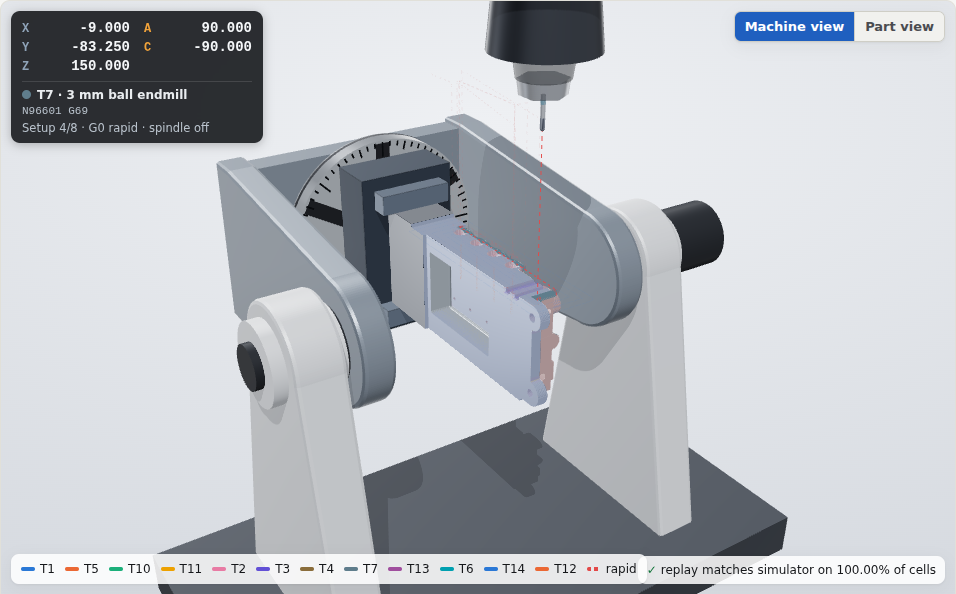 X -9.000 A 90.000
Y -83.250 C -90.000
Z 150.000
T7 · 3 mm ball endmill
N96601 G69
Setup 4/8 · G0 rapid · spindle off
Machine view Part view
T1 T5 T10 T11 T2 T3 T4 T7 T13 T6 T14 T12 rapid
✓ replay matches simulator on 100.00% of cells